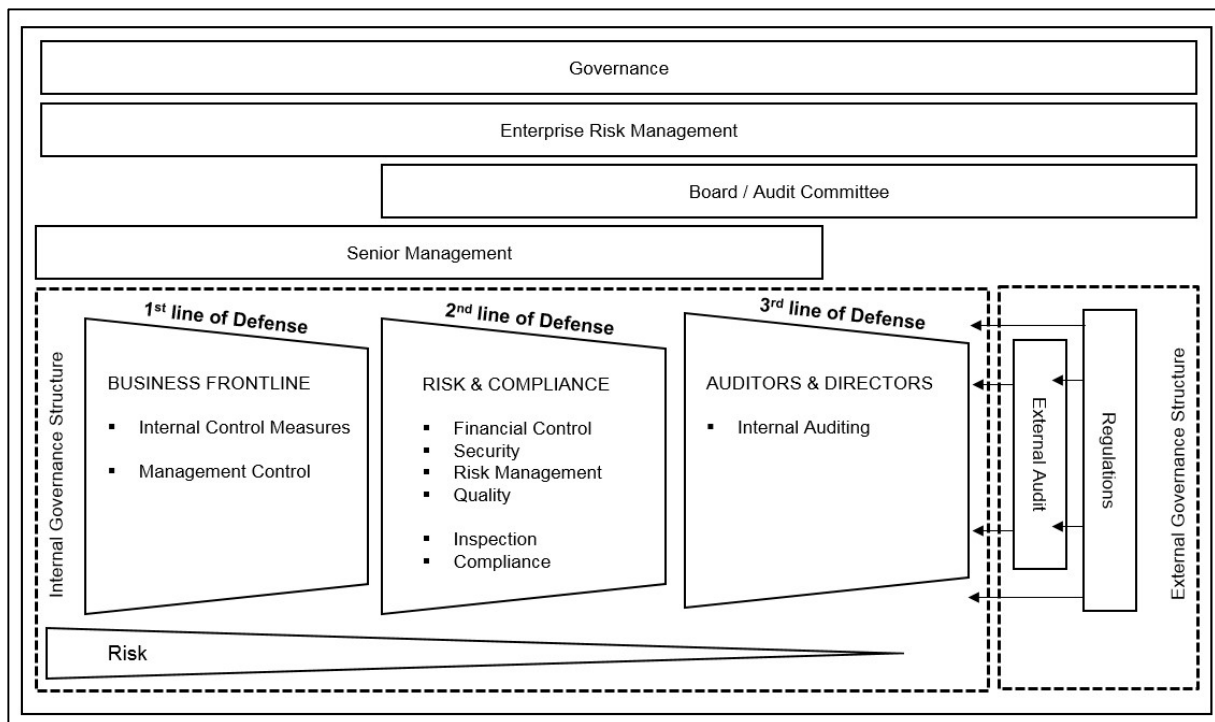 Governance
Enterprise Risk Management
Board / Audit Committee
Senior Management
Internal Governance Structure
1st line of Defense
BUSINESS FRONTLINE
▪ Internal Control Measures
▪ Management Control
2nd line of Defense
RISK & COMPLIANCE
▪ Financial Control
▪ Security
▪ Risk Management
▪ Quality
▪ Inspection
▪ Compliance
3rd line of Defense
AUDITORS & DIRECTORS
▪ Internal Auditing
External Audit
Regulations
External Governance Structure
Risk